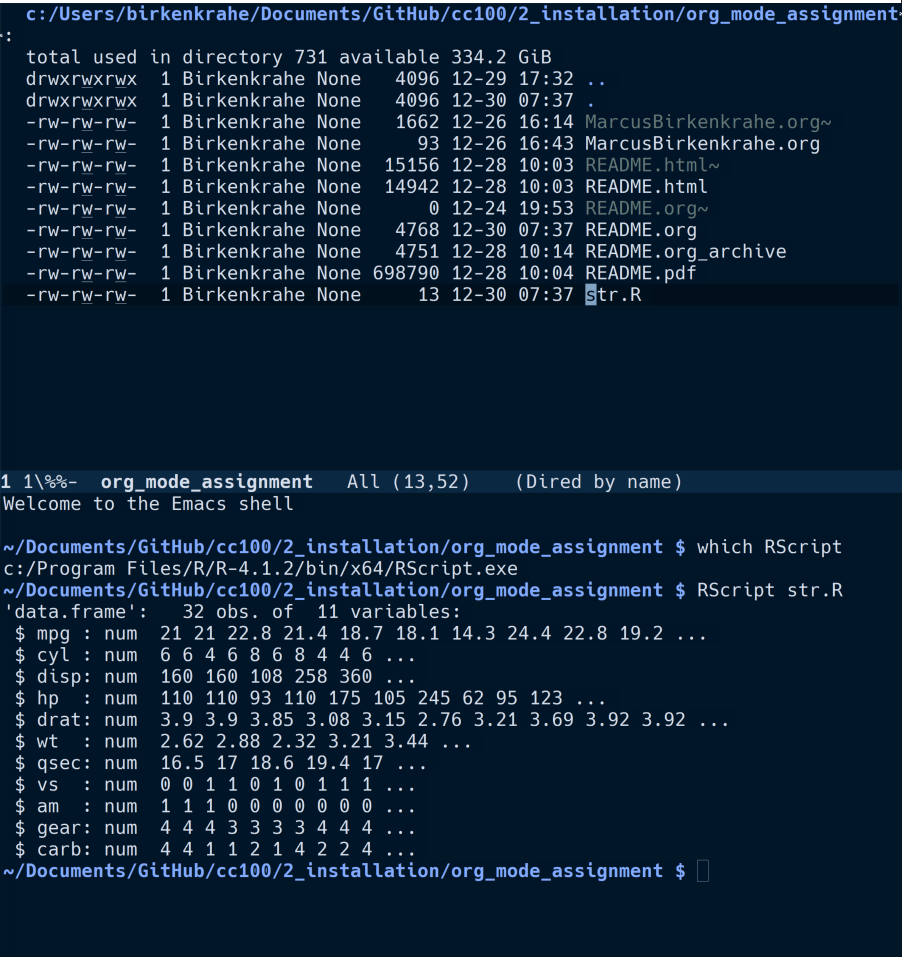 c:/Users/birkenkrahe/Documents/GitHub/cc100/2_installation/org_mode_assignment
:
total used in directory 731 available 334.2 GiB
drwxrwxrwx  1 Birkenkrahe None   4096 12-29 17:32 ..
drwxrwxrwx  1 Birkenkrahe None   4096 12-30 07:37 .
-rw-rw-rw-  1 Birkenkrahe None   1662 12-26 16:14 MarcusBirkenkrahe.org~
-rw-rw-rw-  1 Birkenkrahe None     93 12-26 16:43 MarcusBirkenkrahe.org
-rw-rw-rw-  1 Birkenkrahe None  15156 12-28 10:03 README.html~
-rw-rw-rw-  1 Birkenkrahe None  14942 12-28 10:03 README.html
-rw-rw-rw-  1 Birkenkrahe None      0 12-24 19:53 README.org~
-rw-rw-rw-  1 Birkenkrahe None   4768 12-30 07:37 README.org
-rw-rw-rw-  1 Birkenkrahe None   4751 12-28 10:14 README.org_archive
-rw-rw-rw-  1 Birkenkrahe None 698790 12-28 10:04 README.pdf
-rw-rw-rw-  1 Birkenkrahe None     13 12-30 07:37 str.R
1 1\%%-  org_mode_assignment   All (13,52)   (Dired by name)
Welcome to the Emacs shell
~/Documents/GitHub/cc100/2_installation/org_mode_assignment $ which RScript
c:/Program Files/R/R-4.1.2/bin/x64/RScript.exe
~/Documents/GitHub/cc100/2_installation/org_mode_assignment $ RScript str.R
'data.frame':   32 obs. of  11 variables:
 $ mpg : num  21 21 22.8 21.4 18.7 18.1 14.3 24.4 22.8 19.2 ...
 $ cyl : num  6 6 4 6 8 6 8 4 4 6 ...
 $ disp: num  160 160 108 258 360 ...
 $ hp  : num  110 110 93 110 175 105 245 62 95 123 ...
 $ drat: num  3.9 3.9 3.85 3.08 3.15 2.76 3.21 3.69 3.92 3.92 ...
 $ wt  : num  2.62 2.88 2.32 3.21 3.44 ...
 $ qsec: num  16.5 17 18.6 19.4 17 ...
 $ vs  : num  0 0 1 1 0 1 0 1 1 1 ...
 $ am  : num  1 1 1 0 0 0 0 0 0 0 ...
 $ gear: num  4 4 4 3 3 3 3 4 4 4 ...
 $ carb: num  4 4 1 1 2 1 4 2 2 4 ...
~/Documents/GitHub/cc100/2_installation/org_mode_assignment $